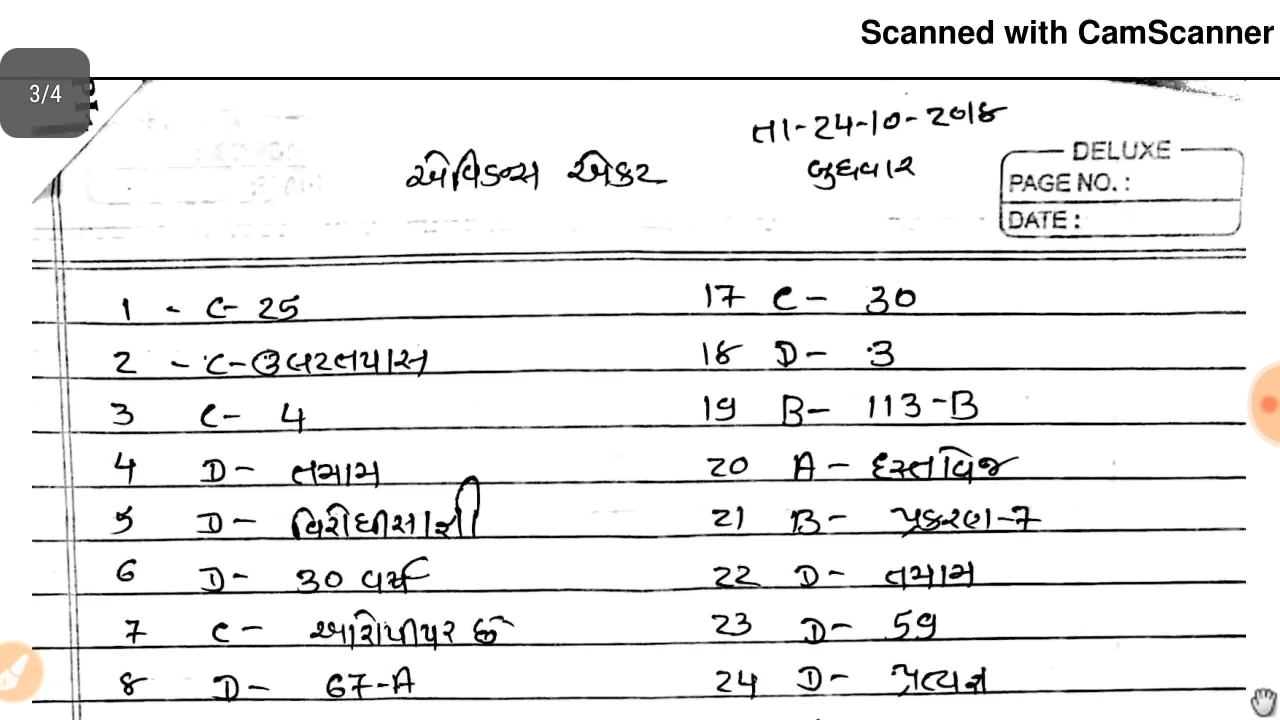 Scanned with CamScanner
3/4
તા-24-10-2018
એવિડન્સ એકટ
બુધવાર
DELUXE
PAGE NO. :
DATE :
1 - C- 25
2 - C- ઉલટતપાસ
3 C- 4
4 D- તમામ
5 D- વિરોધીસાક્ષી
6 D- 30 વર્ષ
7 C- આરોપીપર છે
8 D- 67-A
17 C- 30
18 D- 3
19 B- 113-B
20 A- દસ્તાવેજ
21 B- પ્રકરણ-7
22 D- તમામ
23 D- 59
24 D- પ્રત્યક્ષ